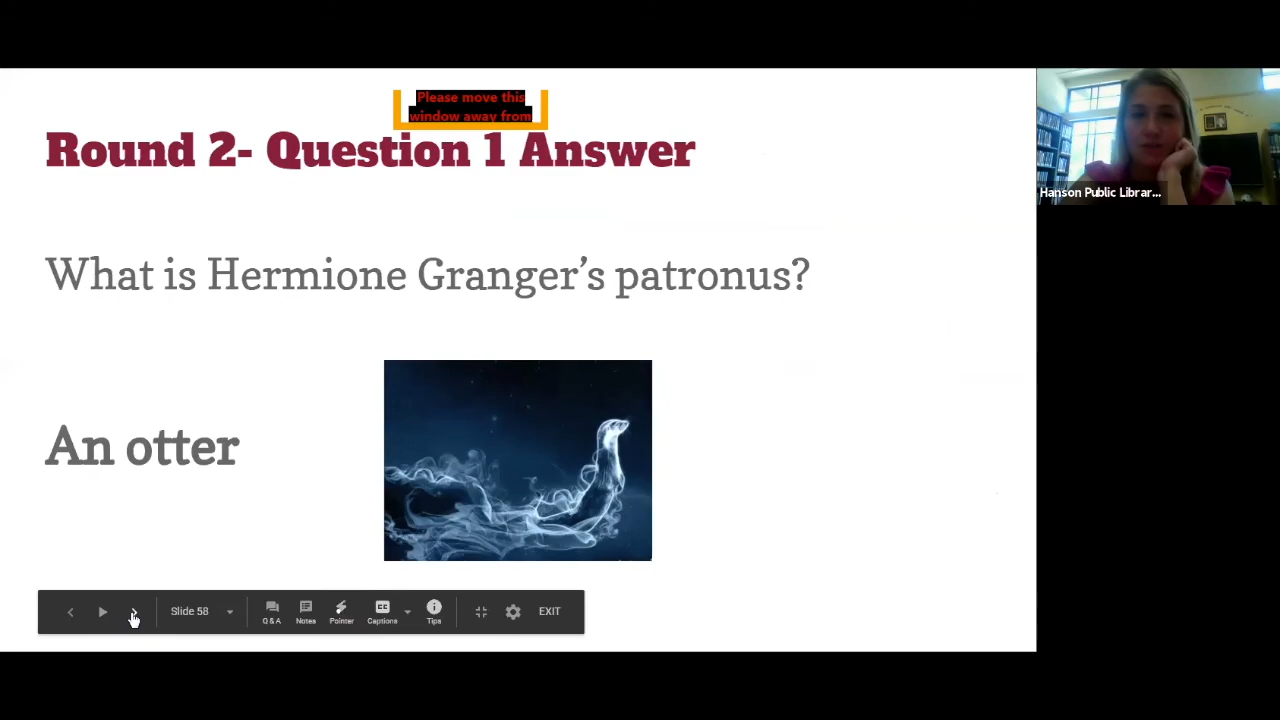 Please move this
window away from
Round 2- Question 1 Answer
Hanson Public Librar...
What is Hermione Granger’s patronus?
An otter
Slide 58
Q & A
Notes
Pointer
CC
Captions
Tips
EXIT